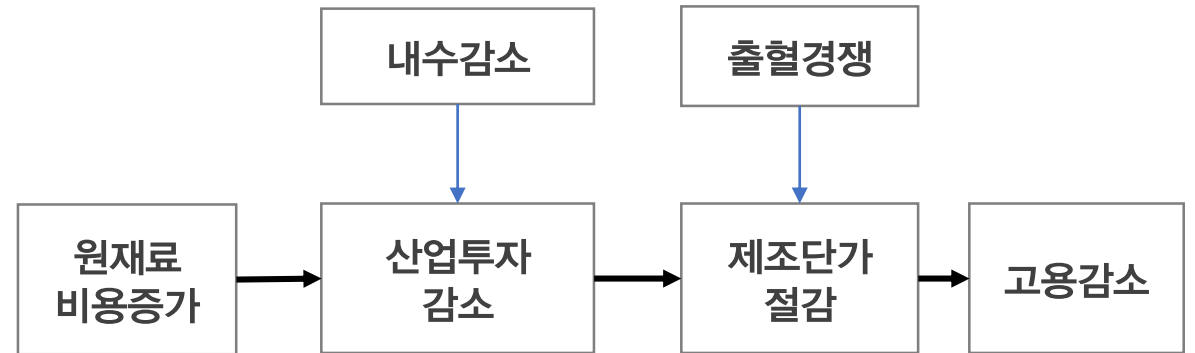 내수감소
출혈경쟁
원재료
비용증가
산업투자
감소
제조단가
절감
고용감소